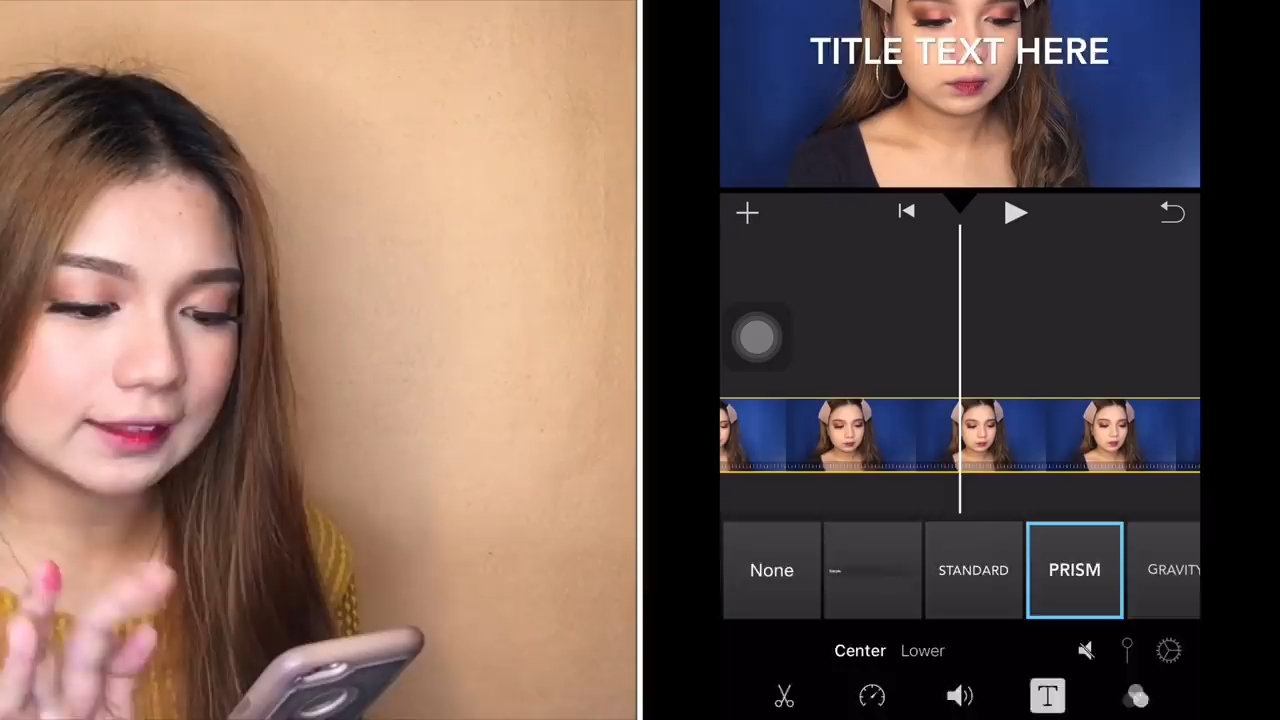 TITLE TEXT HERE
None
STANDARD
PRISM
GRAVITY
Center Lower
T